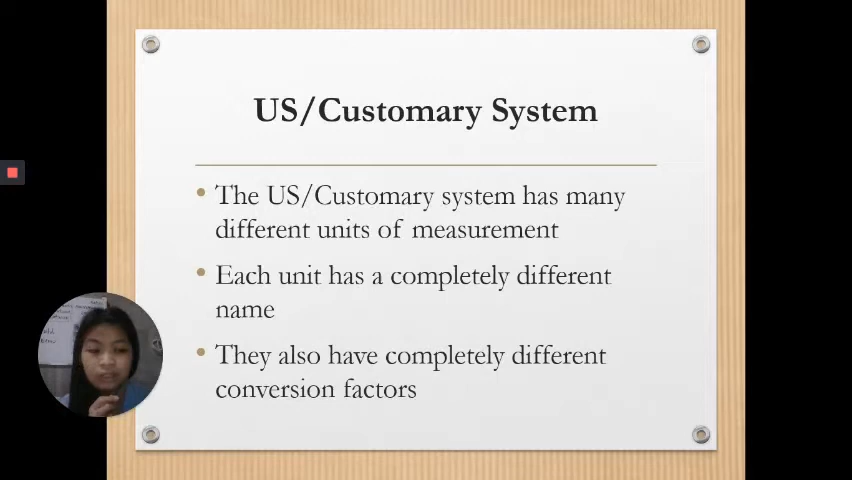 US/Customary System
• The US/Customary system has many
different units of measurement
• Each unit has a completely different
name
• They also have completely different
conversion factors